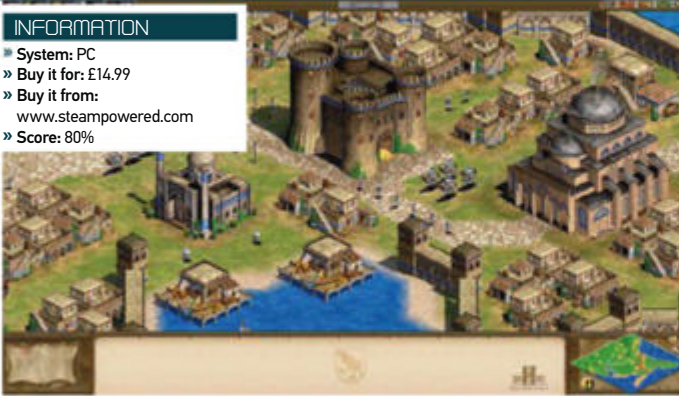 INFORMATION
» System: PC
» Buy it for: £14.99
» Buy it from:
www.steampowered.com
» Score: 80%